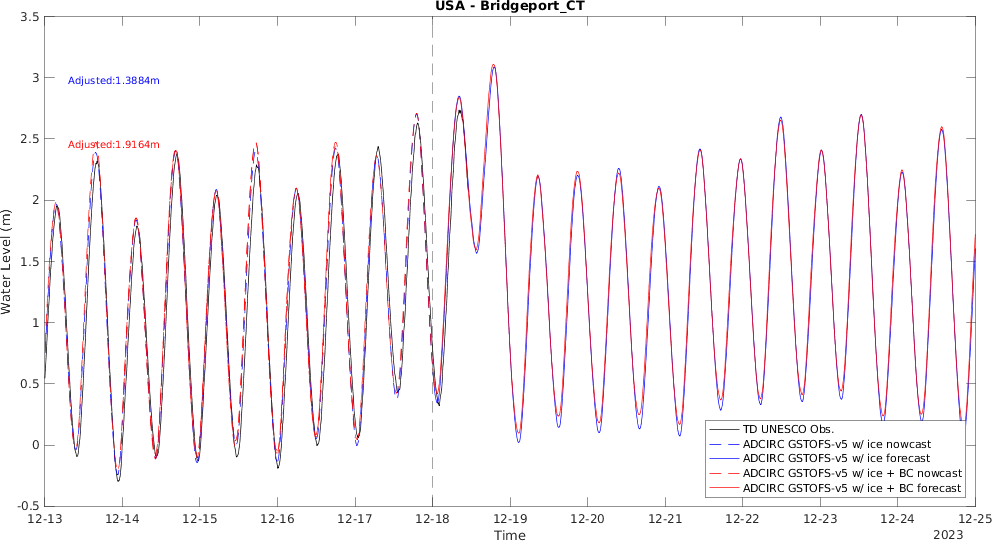 USA - Bridgeport_CT
3.5
3
2.5
2
1.5
1
0.5
0
-0.5
Water Level (m)
Adjusted:1.3884m
Adjusted:1.9164m
TD UNESCO Obs.
ADCIRC GSTOFS-v5 w/ ice nowcast
ADCIRC GSTOFS-v5 w/ ice forecast
ADCIRC GSTOFS-v5 w/ ice + BC nowcast
ADCIRC GSTOFS-v5 w/ ice + BC forecast
12-13 12-14 12-15 12-16 12-17 12-18 12-19 12-20 12-21 12-22 12-23 12-24 12-25
Time
2023